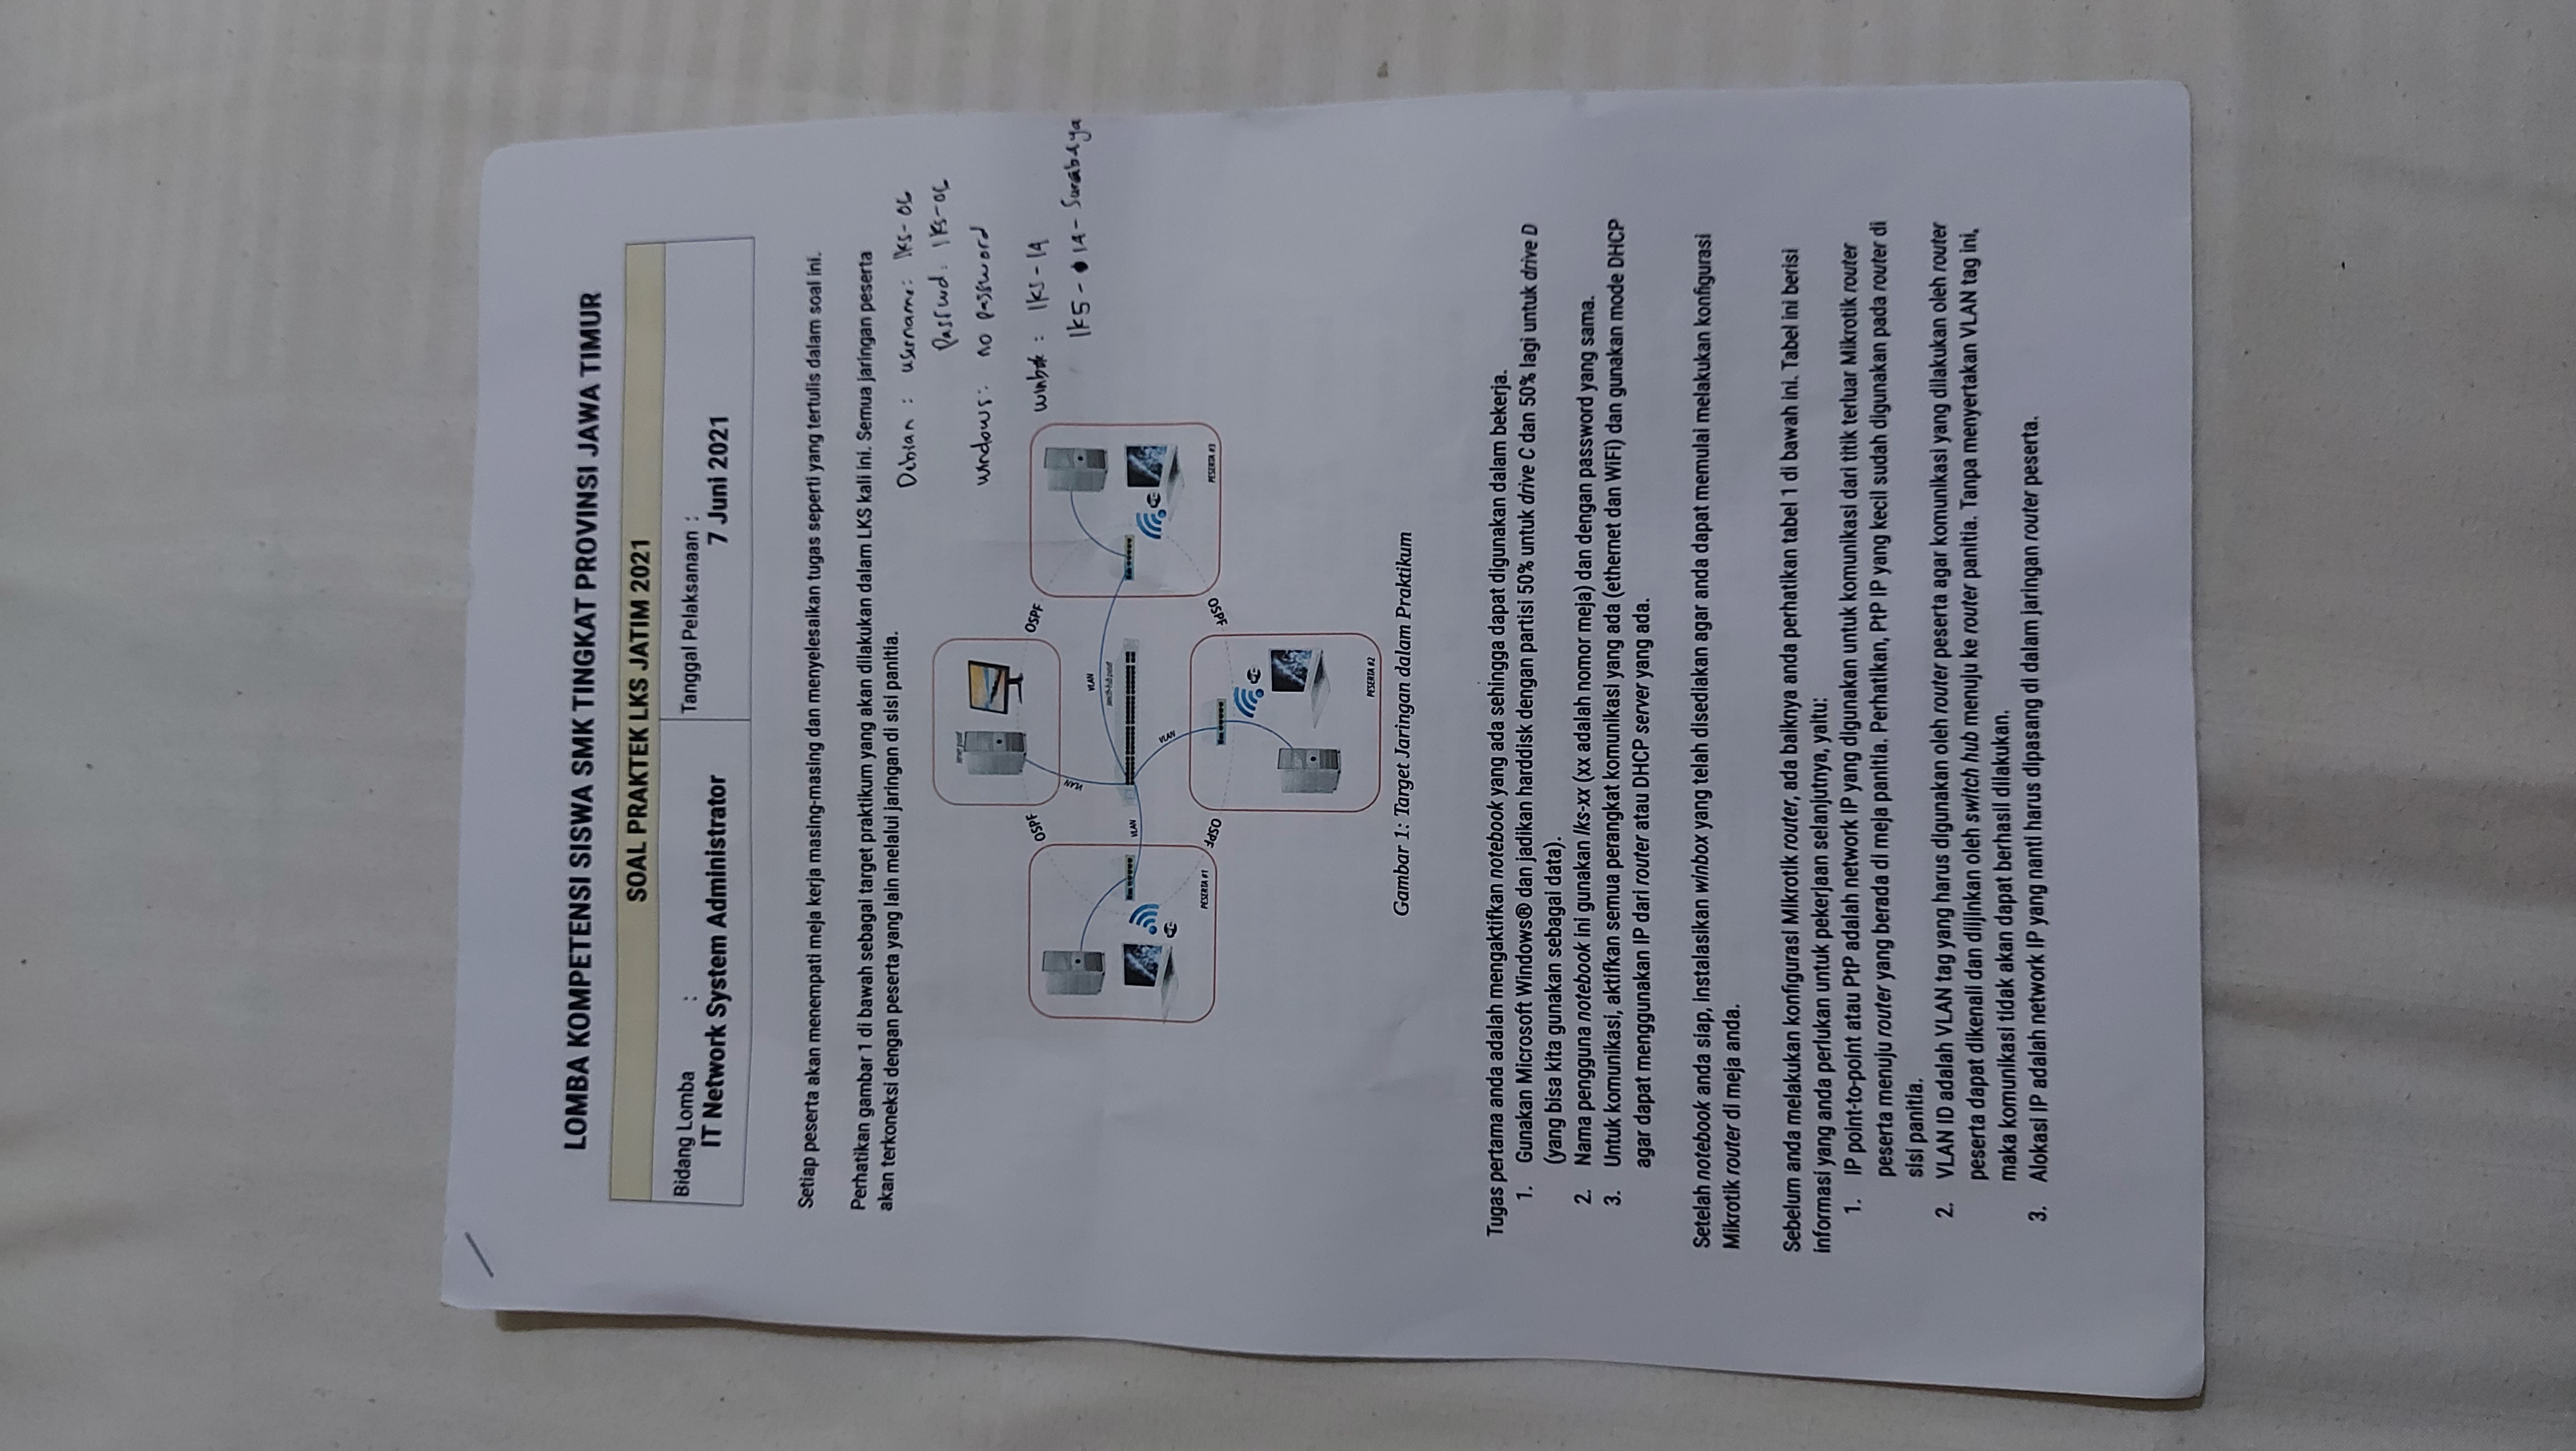 LOMBA KOMPETENSI SISWA SMK TINGKAT PROVINSI JAWA TIMUR
SOAL PRAKTEK LKS JATIM 2021
Bidang Lomba :
IT Network System Administrator
Tanggal Pelaksanaan :
7 Juni 2021
Setiap peserta akan menempati meja kerja masing-masing dan menyelesaikan tugas seperti yang tertulis dalam soal ini.
Perhatikan gambar 1 di bawah sebagai target praktikum yang akan dilakukan dalam LKS kali ini. Semua jaringan peserta
akan terkoneksi dengan peserta yang lain melalui jaringan di sisi panitia.
Debian : username: lks-06
Passwd: lks-06
windows: no password
winbox : lks-14
lks-14-Surabaya
server pusat
OSPF
OSPF
VLAN
VLAN
switch-hub pusat
VLAN
VLAN
PESERTA #1
OSPF
OSPF
PESERTA #3
PESERTA #2
Gambar 1: Target Jaringan dalam Praktikum
Tugas pertama anda adalah mengaktifkan notebook yang ada sehingga dapat digunakan dalam bekerja.
1. Gunakan Microsoft Windows® dan jadikan harddisk dengan partisi 50% untuk drive C dan 50% lagi untuk drive D
(yang bisa kita gunakan sebagai data).
2. Nama pengguna notebook ini gunakan lks-xx (xx adalah nomor meja) dan dengan password yang sama.
3. Untuk komunikasi, aktifkan semua perangkat komunikasi yang ada (ethernet dan WiFi) dan gunakan mode DHCP
agar dapat menggunakan IP dari router atau DHCP server yang ada.
Setelah notebook anda siap, instalasikan winbox yang telah disediakan agar anda dapat memulai melakukan konfigurasi
Mikrotik router di meja anda.
Sebelum anda melakukan konfigurasi Mikrotik router, ada baiknya anda perhatikan tabel 1 di bawah ini. Tabel ini berisi
informasi yang anda perlukan untuk pekerjaan selanjutnya, yaitu:
1. IP point-to-point atau PtP adalah network IP yang digunakan untuk komunikasi dari titik terluar Mikrotik router
peserta menuju router yang berada di meja panitia. Perhatikan, PtP IP yang kecil sudah digunakan pada router di
sisi panitia.
2. VLAN ID adalah VLAN tag yang harus digunakan oleh router peserta agar komunikasi yang dilakukan oleh router
peserta dapat dikenali dan diijinkan oleh switch hub menuju ke router panitia. Tanpa menyertakan VLAN tag ini,
maka komunikasi tidak akan dapat berhasil dilakukan.
3. Alokasi IP adalah network IP yang nanti harus dipasang di dalam jaringan router peserta.